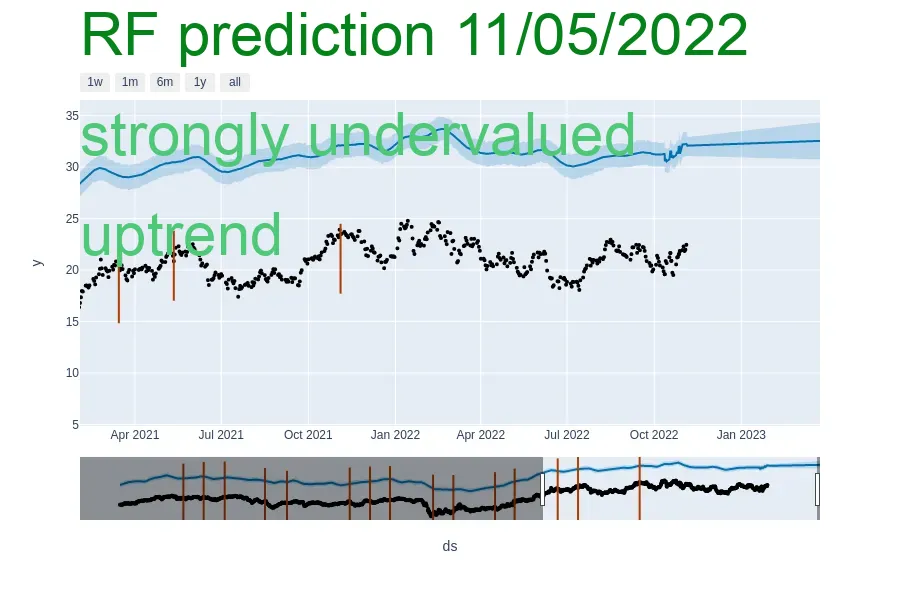 RF prediction 11/05/2022
1w 1m 6m 1y all
strongly undervalued
uptrend
35
30
25
20
15
10
5
y
Apr 2021 Jul 2021 Oct 2021 Jan 2022 Apr 2022 Jul 2022 Oct 2022 Jan 2023
ds